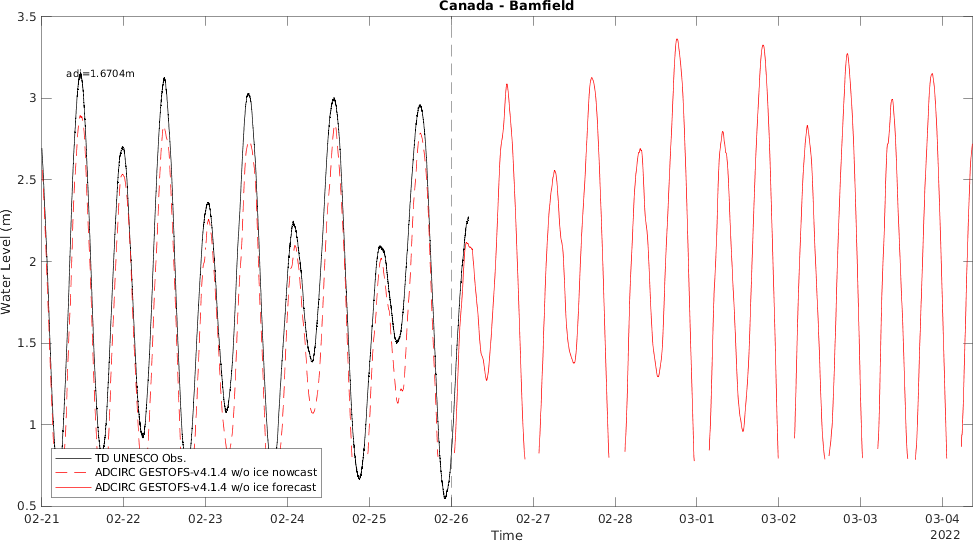 Canada - Bamfield
3.5
3
2.5
2
1.5
1
0.5
Water Level (m)
adj=1.6704m
TD UNESCO Obs.
ADCIRC GESTOFS-v4.1.4 w/o ice nowcast
ADCIRC GESTOFS-v4.1.4 w/o ice forecast
02-21 02-22 02-23 02-24 02-25 02-26 02-27 02-28 03-01 03-02 03-03 03-04
Time
2022